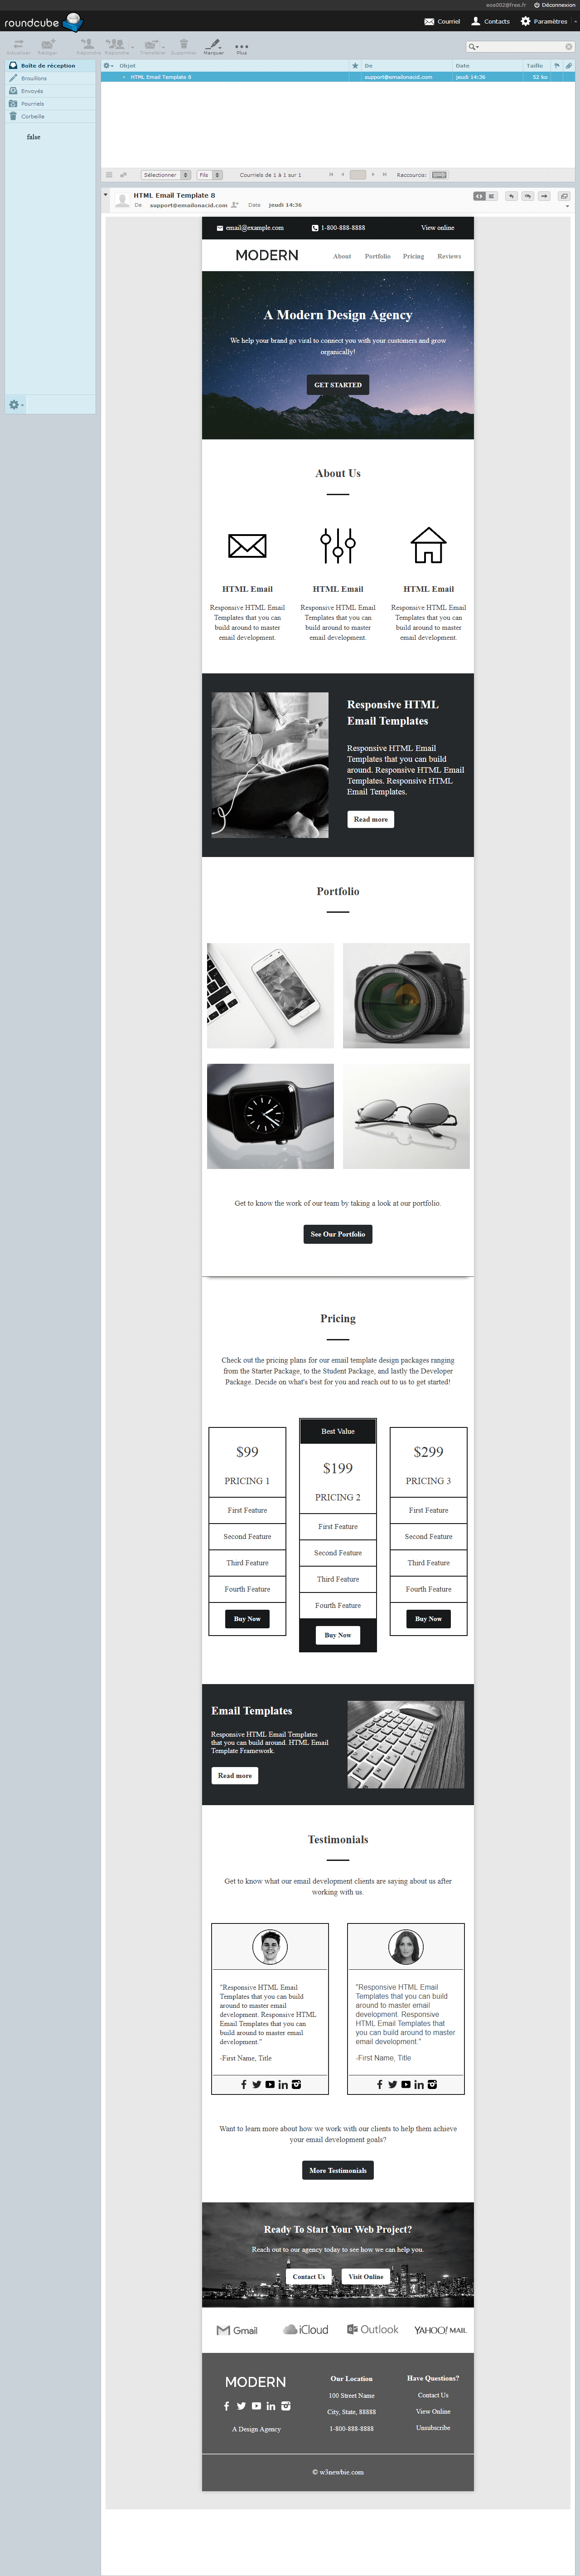 eoa002@free.fr Déconnexion
roundcube Courriel Contacts Paramètres
Actualiser Rédiger Répondre Répondre... Transférer Supprimer Marquer Plus
Boîte de réception
Brouillons
Envoyés
Pourriels
Corbeille
false
Objet De Date Taille
HTML Email Template 8 support@emailonacid.com Jeudi 14:36 52 ko
Sélectionner Fils Courriels de 1 à 1 sur 1 Raccourcis:
HTML Email Template 8
De support@emailonacid.com Date Jeudi 14:36
email@example.com 1-800-888-8888 View online
MODERN About Portfolio Pricing Reviews
A Modern Design Agency
We help your brand go viral to connect you with your customers and grow
organically!
GET STARTED
About Us
HTML Email HTML Email HTML Email
Responsive HTML Email Responsive HTML Email Responsive HTML Email
Templates that you can Templates that you can Templates that you can
build around to master build around to master build around to master
email development. email development. email development.
Responsive HTML
Email Templates
Responsive HTML Email
Templates that you can build
around. Responsive HTML Email
Templates. Responsive HTML
Email Templates.
Read more
Portfolio
Get to know the work of our team by taking a look at our portfolio.
See Our Portfolio
Pricing
Check out the pricing plans for our email template design packages ranging
from the Starter Package, to the Student Package, and lastly the Developer
Package. Decide on what's best for you and reach out to us to get started!
$99
PRICING 1
First Feature
Second Feature
Third Feature
Fourth Feature
Buy Now
Best Value
$199
PRICING 2
First Feature
Second Feature
Third Feature
Fourth Feature
Buy Now
$299
PRICING 3
First Feature
Second Feature
Third Feature
Fourth Feature
Buy Now
Email Templates
Responsive HTML Email Templates
that you can build around. HTML Email
Template Framework.
Read more
Testimonials
Get to know what our email development clients are saying about us after
working with us.
"Responsive HTML Email
Templates that you can build
around to master email
development. Responsive HTML
Email Templates that you can
build around to master email
development."
-First Name, Title
"Responsive HTML Email
Templates that you can build
around to master email
development. Responsive
HTML Email Templates that
you can build around to master
email development."
-First Name, Title
Want to learn more about how we work with our clients to help them achieve
your email development goals?
More Testimonials
Ready To Start Your Web Project?
Reach out to our agency today to see how we can help you.
Contact Us Visit Online
Gmail iCloud Outlook YAHOO! MAIL
MODERN
A Design Agency
Our Location
100 Street Name
City, State, 88888
1-800-888-8888
Have Questions?
Contact Us
View Online
Unsubscribe
© w3newbie.com